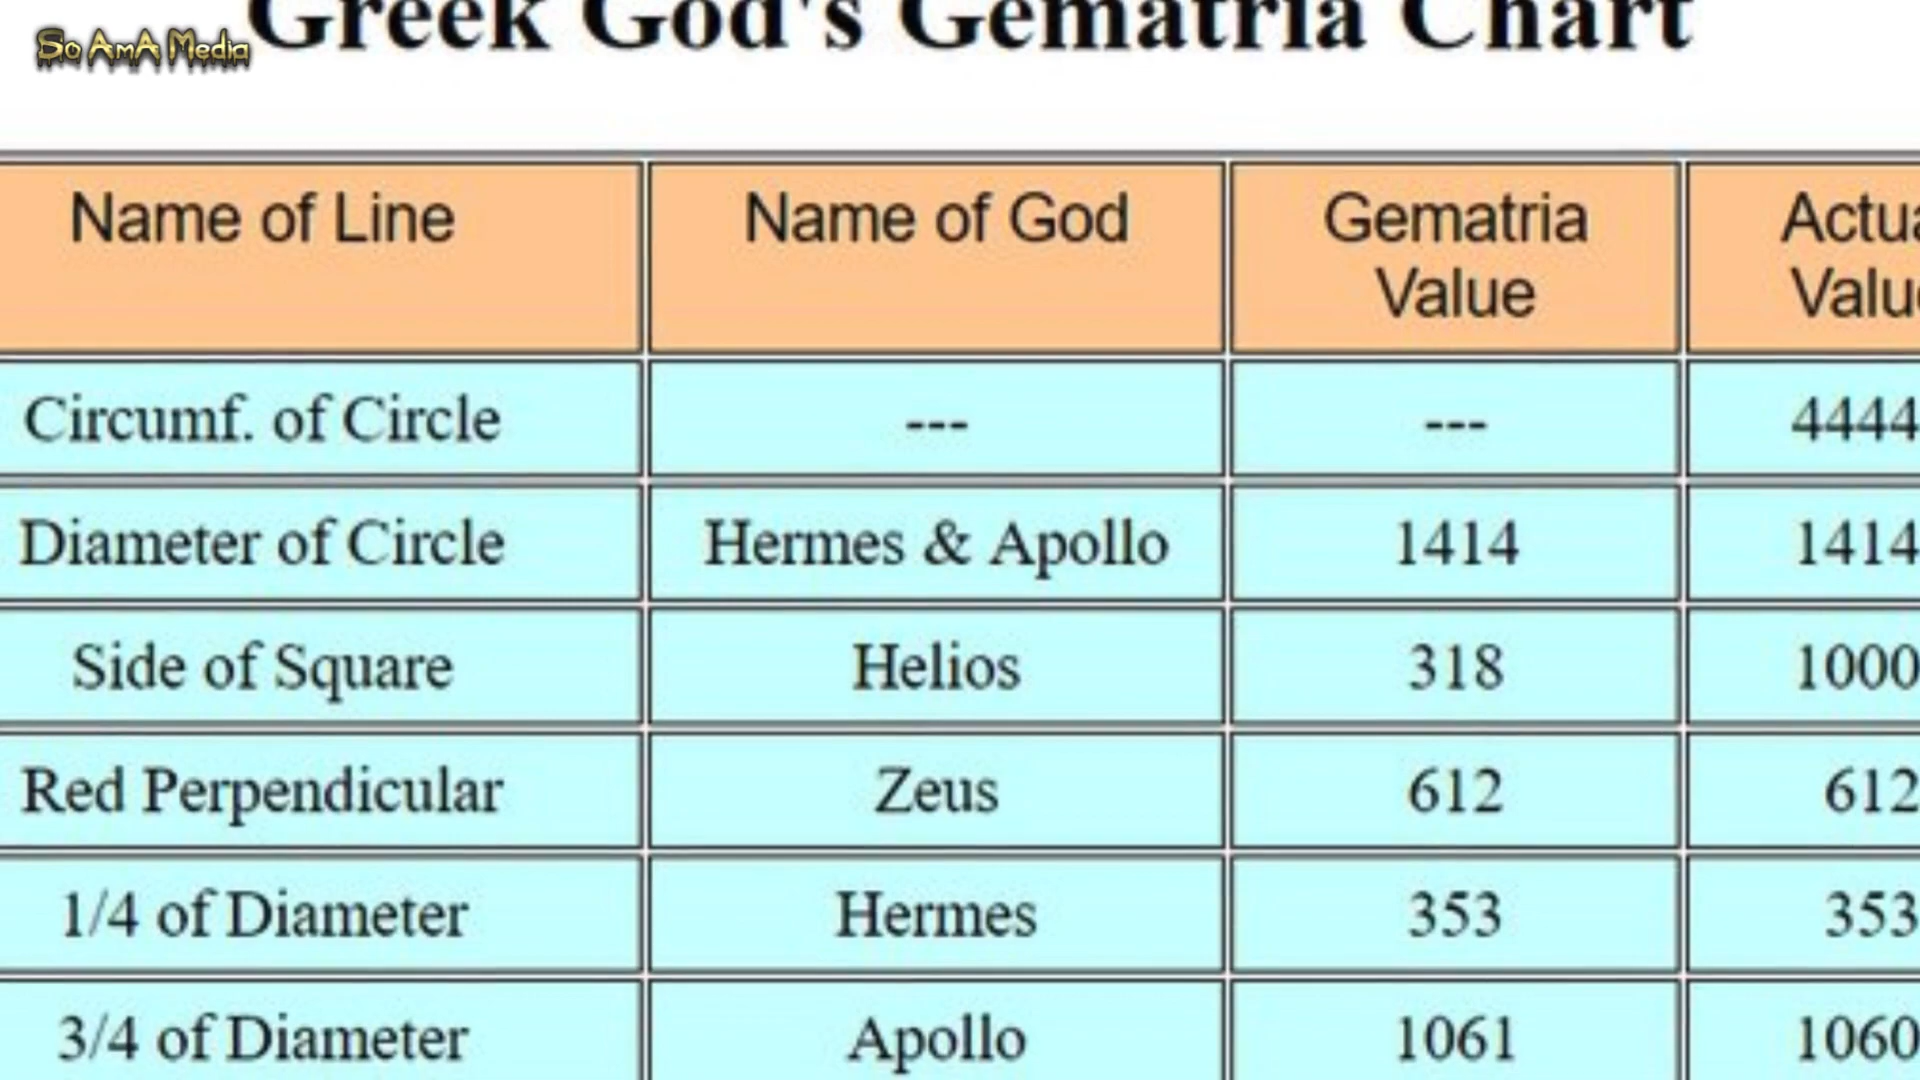 Greek God's Gematria Chart
So AmA Media
Name of Line Name of God Gematria Value
Circumf. of Circle --- --- 4444
Diameter of Circle Hermes & Apollo 1414 1414
Side of Square Helios 318 1000
Red Perpendicular Zeus 612 612
1/4 of Diameter Hermes 353 353
3/4 of Diameter Apollo 1061 1060